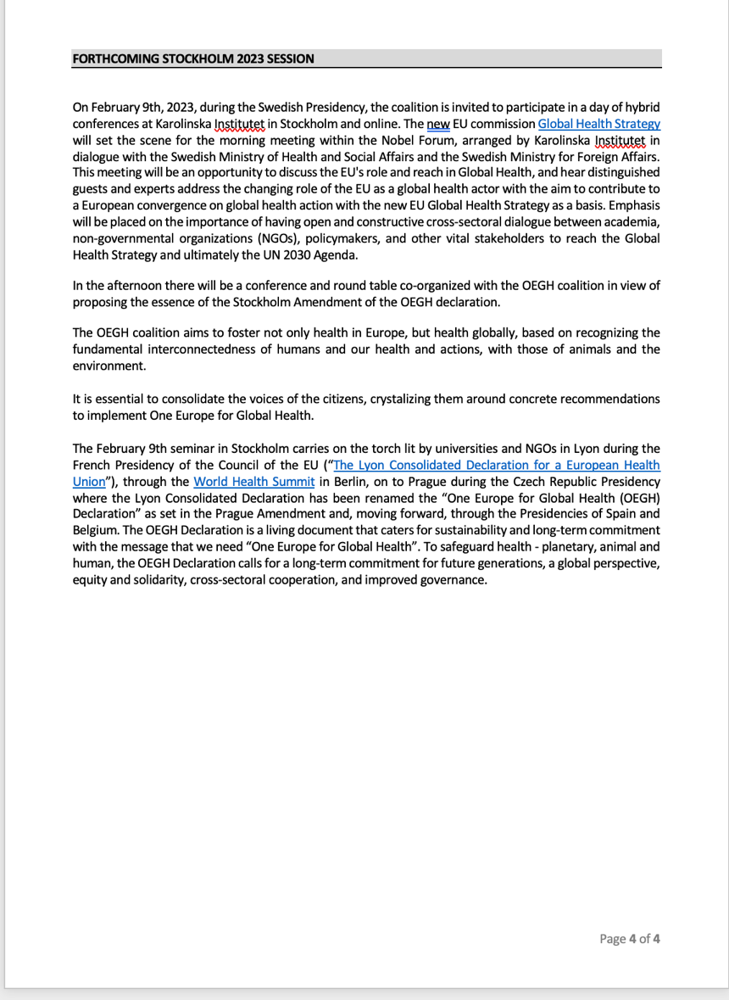 FORTHCOMING STOCKHOLM 2023 SESSION
On February 9th, 2023, during the Swedish Presidency, the coalition is invited to participate in a day of hybrid
conferences at Karolinska Institutet in Stockholm and online. The new EU commission Global Health Strategy
will set the scene for the morning meeting within the Nobel Forum, arranged by Karolinska Institutet in
dialogue with the Swedish Ministry of Health and Social Affairs and the Swedish Ministry for Foreign Affairs.
This meeting will be an opportunity to discuss the EU's role and reach in Global Health, and hear distinguished
guests and experts address the changing role of the EU as a global health actor with the aim to contribute to
a European convergence on global health action with the new EU Global Health Strategy as a basis. Emphasis
will be placed on the importance of having open and constructive cross-sectoral dialogue between academia,
non-governmental organizations (NGOs), policymakers, and other vital stakeholders to reach the Global
Health Strategy and ultimately the UN 2030 Agenda.
In the afternoon there will be a conference and round table co-organized with the OEGH coalition in view of
proposing the essence of the Stockholm Amendment of the OEGH declaration.
The OEGH coalition aims to foster not only health in Europe, but health globally, based on recognizing the
fundamental interconnectedness of humans and our health and actions, with those of animals and the
environment.
It is essential to consolidate the voices of the citizens, crystalizing them around concrete recommendations
to implement One Europe for Global Health.
The February 9th seminar in Stockholm carries on the torch lit by universities and NGOs in Lyon during the
French Presidency of the Council of the EU (“The Lyon Consolidated Declaration for a European Health
Union”), through the World Health Summit in Berlin, on to Prague during the Czech Republic Presidency
where the Lyon Consolidated Declaration has been renamed the “One Europe for Global Health (OEGH)
Declaration” as set in the Prague Amendment and, moving forward, through the Presidencies of Spain and
Belgium. The OEGH Declaration is a living document that caters for sustainability and long-term commitment
with the message that we need “One Europe for Global Health”. To safeguard health - planetary, animal and
human, the OEGH Declaration calls for a long-term commitment for future generations, a global perspective,
equity and solidarity, cross-sectoral cooperation, and improved governance.
Page 4 of 4